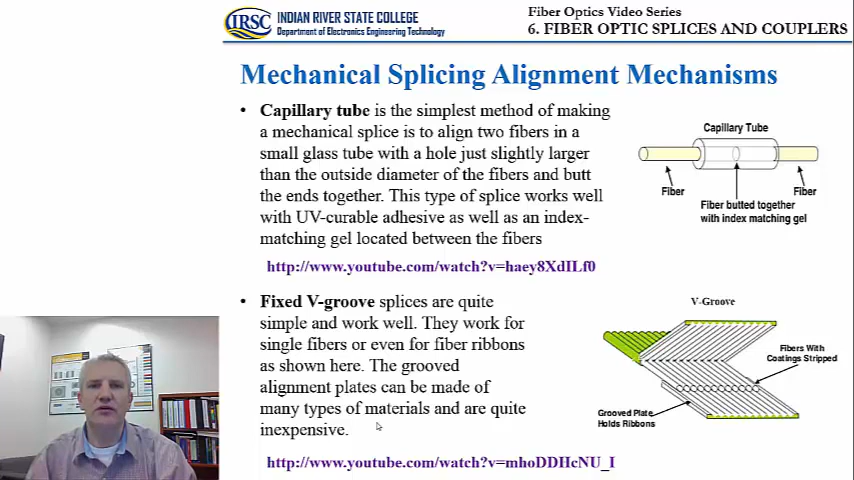 IRSC
INDIAN RIVER STATE COLLEGE
Department of Electronics Engineering Technology
Fiber Optics Video Series
6. FIBER OPTIC SPLICES AND COUPLERS
Mechanical Splicing Alignment Mechanisms
• Capillary tube is the simplest method of making
a mechanical splice is to align two fibers in a
small glass tube with a hole just slightly larger
than the outside diameter of the fibers and butt
the ends together. This type of splice works well
with UV-curable adhesive as well as an index-
matching gel located between the fibers
http://www.youtube.com/watch?v=haey8XdILf0
Capillary Tube
Fiber
Fiber
Fiber butted together
with index matching gel
• Fixed V-groove splices are quite
simple and work well. They work for
single fibers or even for fiber ribbons
as shown here. The grooved
alignment plates can be made of
many types of materials and are quite
inexpensive.
http://www.youtube.com/watch?v=mhoDDHcNU_I
V-Groove
Fibers With
Coatings Stripped
Grooved Plate
Holds Ribbons